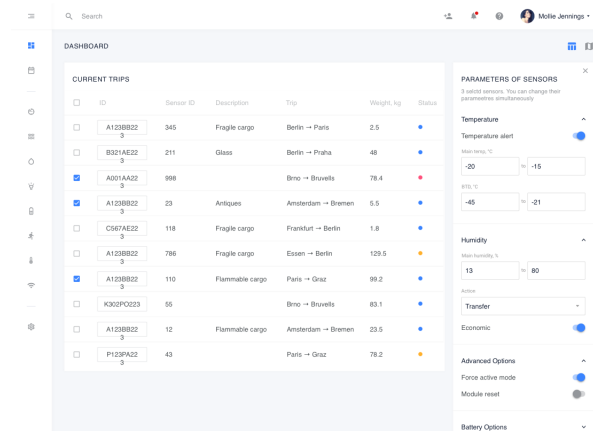 Search
Mollie Jennings
DASHBOARD
CURRENT TRIPS
ID Sensor ID Description Trip Weight. kg Status
A123BB22
3 345 Fragile cargo Berlin → Paris 2.5
B321AE22
3 211 Glass Berlin → Praha 48
A001AA22
3 998 Brno → Bruvells 78.4
A123BB22
3 23 Antiques Amsterdam → Bremen 5.5
C567AE22
3 118 Fragile cargo Frankfurt → Berlin 1.8
A123BB22
3 786 Fragile cargo Essen → Berlin 129.5
A123BB22
3 110 Flammable cargo Paris → Graz 99.2
K302PO223 55 Brno → Bruvells 83.1
A123BB22
3 12 Flammable cargo Amsterdam → Bremen 23.5
P123PA22
3 43 Paris → Graz 78.2
PARAMETERS OF SENSORS
3 selctd sensors. You can change their
parameetres simultaneously
Temperature
Temperature alert
Main temp, °C
-20 to -15
BTD, °C
-45 to -21
Humidity
Main humidity, %
13 to 80
Active
Transfer
Economic
Advanced Options
Force active mode
Module reset
Battery Options